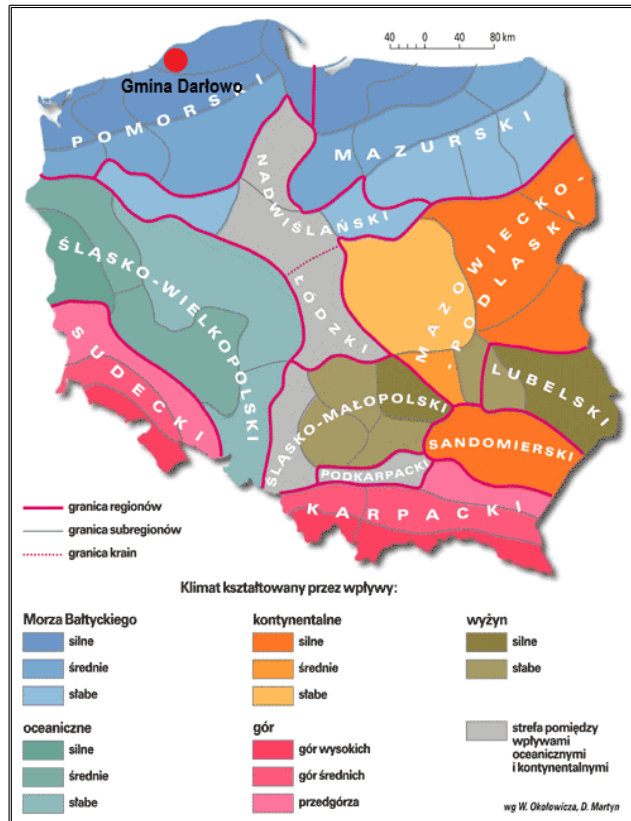 40 0 40 80 km
Gmina Darłowo
POMORSKI
MAZURSKI
NADWIŚLAŃSKI
MAZOWIECKO-
-PODLASKI
ŚLĄSKO-WIELKOPOLSKI
ŁÓDZKI
SUDECKI
LUBELSKI
ŚLĄSKO-MAŁOPOLSKI
SANDOMIERSKI
PODKARPACKI
KARPACKI
granica regionów
granica subregionów
granica krain
Klimat kształtowany przez wpływy:
Morza Bałtyckiego
silne
średnie
słabe
kontynentalne
silne
średnie
słabe
wyżyn
silne
słabe
oceaniczne
silne
średnie
słabe
gór
gór wysokich
gór średnich
przedgórza
strefa pomiędzy
wpływami
oceanicznymi
i kontynentalnymi
wg W. Okołowicza, D. Martyn